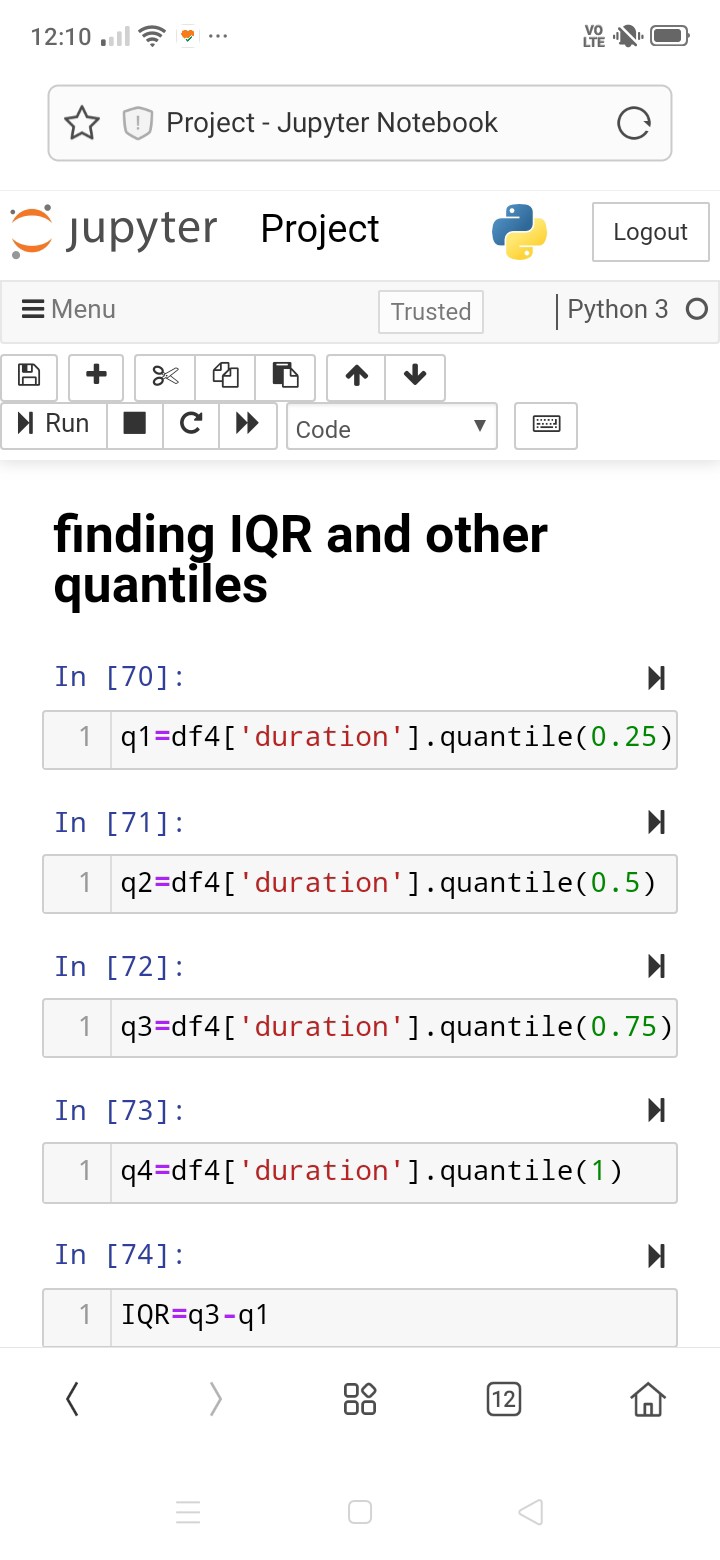 12:10 VO LTE
Project - Jupyter Notebook
jupyter Project Logout
Menu Trusted Python 3
Run Code
finding IQR and other
quantiles
In [70]:
1 q1=df4['duration'].quantile(0.25)
In [71]:
1 q2=df4['duration'].quantile(0.5)
In [72]:
1 q3=df4['duration'].quantile(0.75)
In [73]:
1 q4=df4['duration'].quantile(1)
In [74]:
1 IQR=q3-q1
12